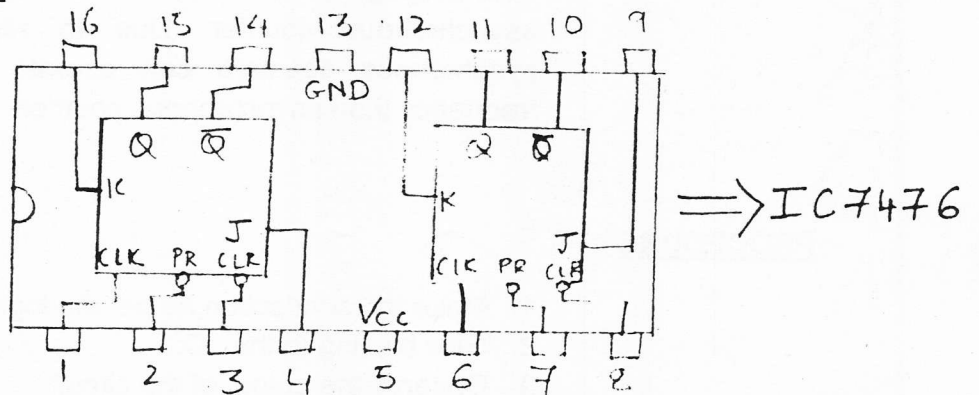 16 15 14 13 12 11 10 9
GND
Q Q̅ Q Q̅
K K
J J
CLK PR CLR CLK PR CLR
⇒ IC7476
VCC
1 2 3 4 5 6 7 8